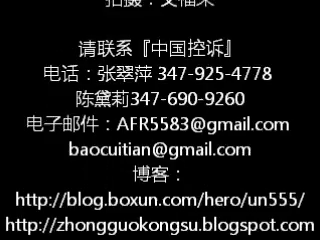 请联系『中国控诉』
电话：张翠萍 347-925-4778
陈黛莉347-690-9260
电子邮件：AFR5583@gmail.com
baocuitian@gmail.com
博客：
http://blog.boxun.com/hero/un555/
http://zhongguokongsu.blogspot.com